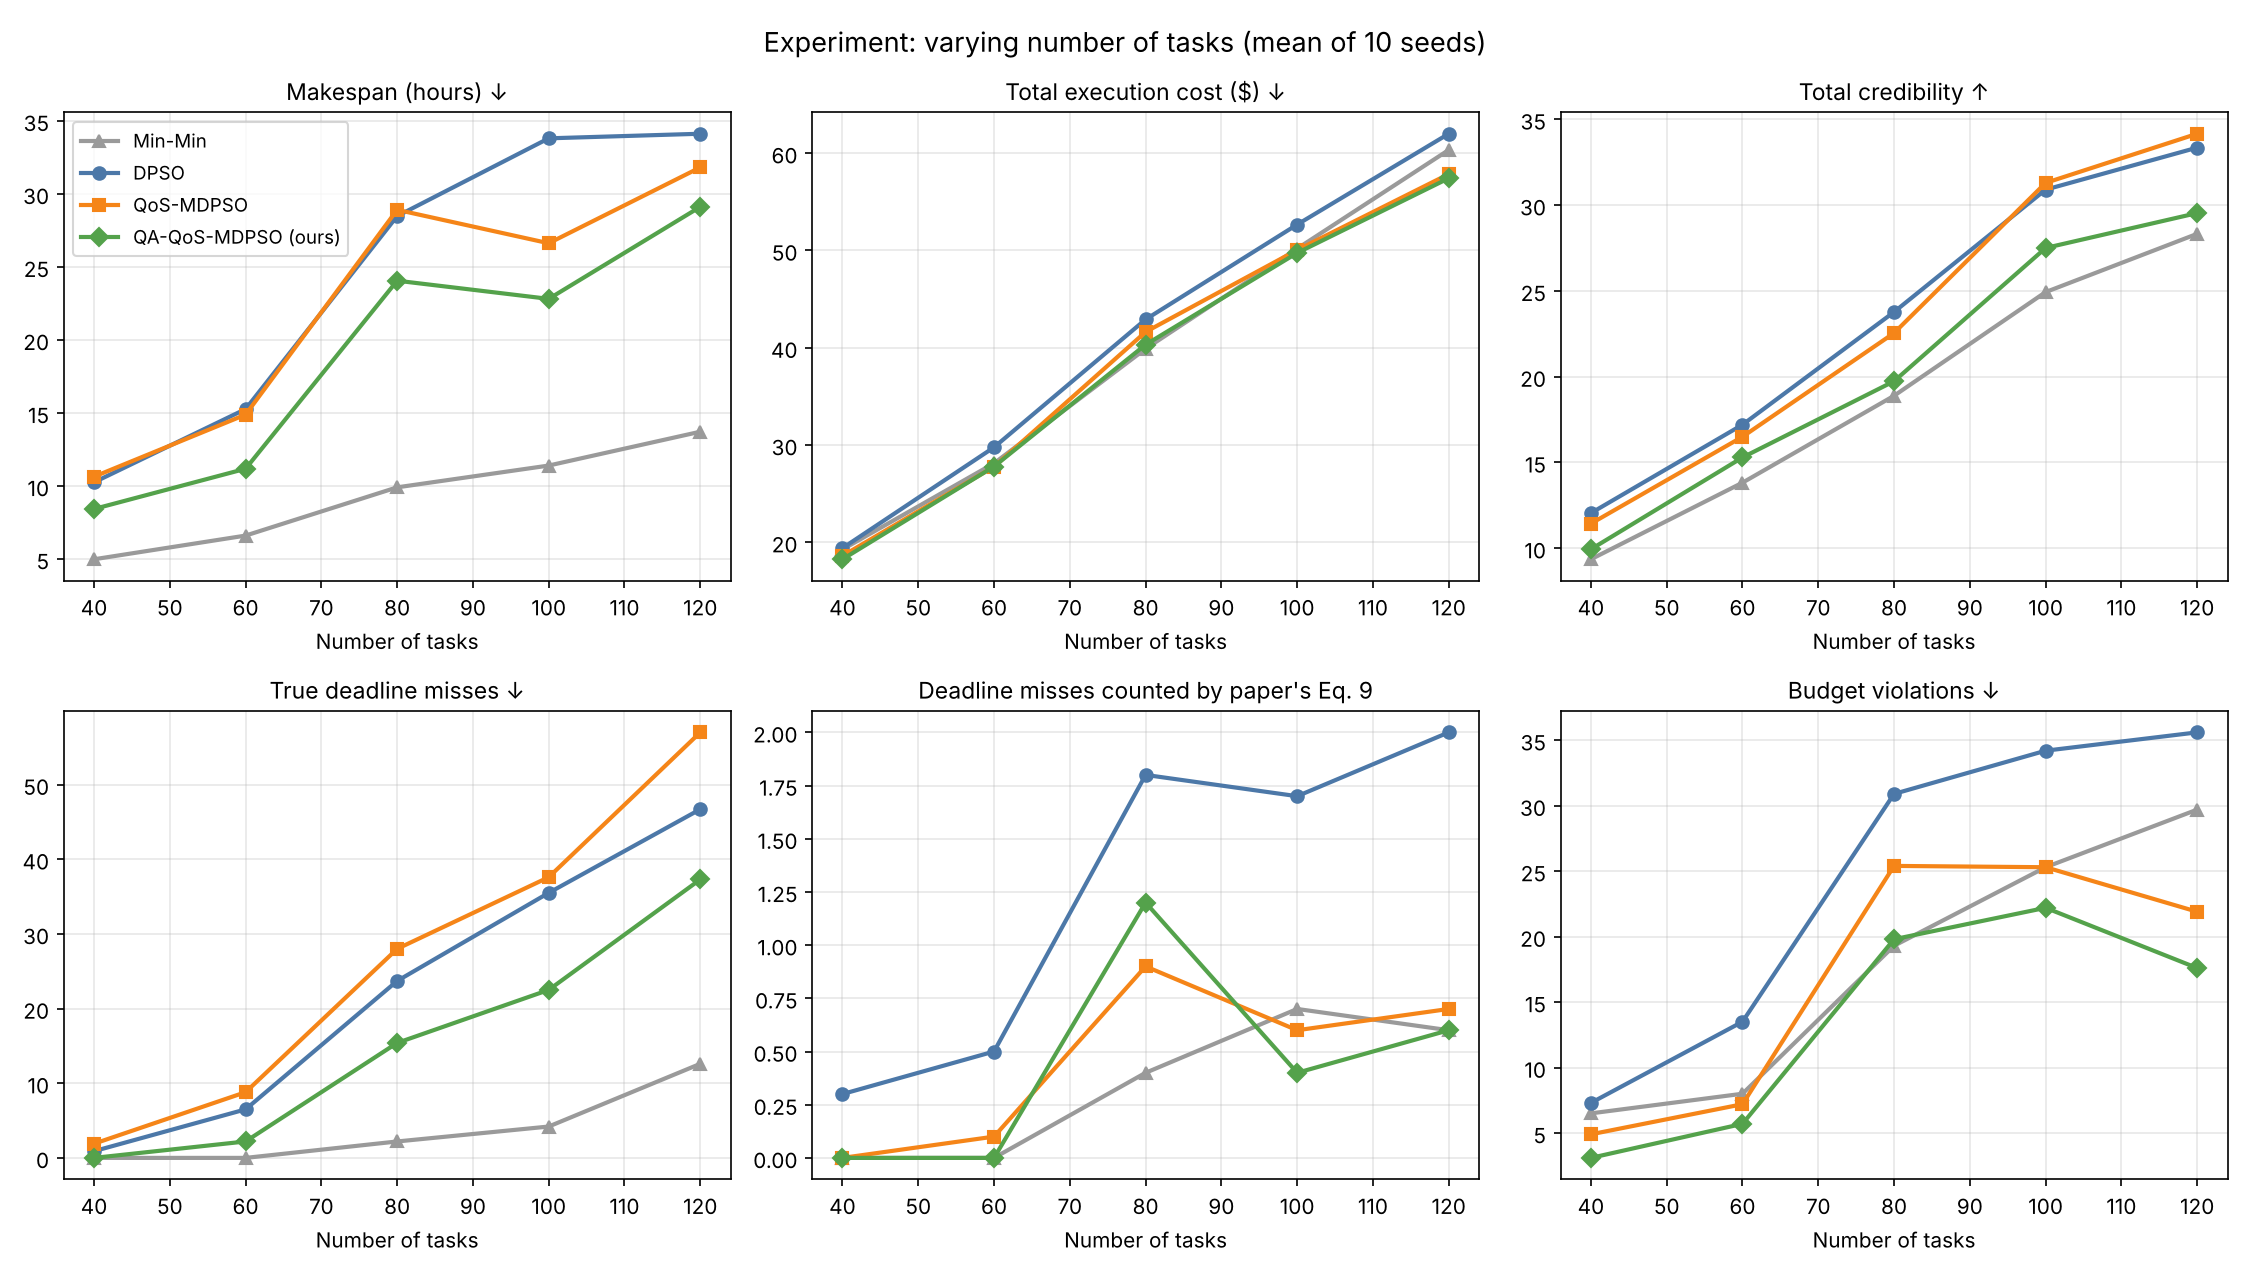 Experiment: varying number of tasks (mean of 10 seeds)
Makespan (hours) ↓
35
30
25
20
15
10
5
Min-Min
DPSO
QoS-MDPSO
QA-QoS-MDPSO (ours)
40 50 60 70 80 90 100 110 120
Number of tasks
Total execution cost ($) ↓
60
50
40
30
20
40 50 60 70 80 90 100 110 120
Number of tasks
Total credibility ↑
35
30
25
20
15
10
40 50 60 70 80 90 100 110 120
Number of tasks
True deadline misses ↓
50
40
30
20
10
0
40 50 60 70 80 90 100 110 120
Number of tasks
Deadline misses counted by paper's Eq. 9
2.00
1.75
1.50
1.25
1.00
0.75
0.50
0.25
0.00
40 50 60 70 80 90 100 110 120
Number of tasks
Budget violations ↓
35
30
25
20
15
10
5
40 50 60 70 80 90 100 110 120
Number of tasks